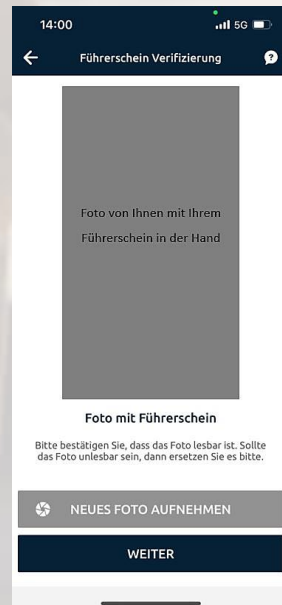 14:00
5G
Führerschein Verifizierung
?
Foto von Ihnen mit Ihrem
Führerschein in der Hand
Foto mit Führerschein
Bitte bestätigen Sie, dass das Foto lesbar ist. Sollte
das Foto unlesbar sein, dann ersetzen Sie es bitte.
NEUES FOTO AUFNEHMEN
WEITER